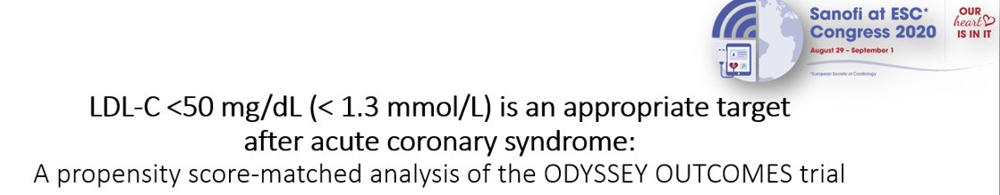 Sanofi at ESC*
Congress 2020
August 29 – September 1
*European Society of Cardiology
OUR
heart
IS IN IT
LDL-C <50 mg/dL (< 1.3 mmol/L) is an appropriate target
after acute coronary syndrome:
A propensity score-matched analysis of the ODYSSEY OUTCOMES trial